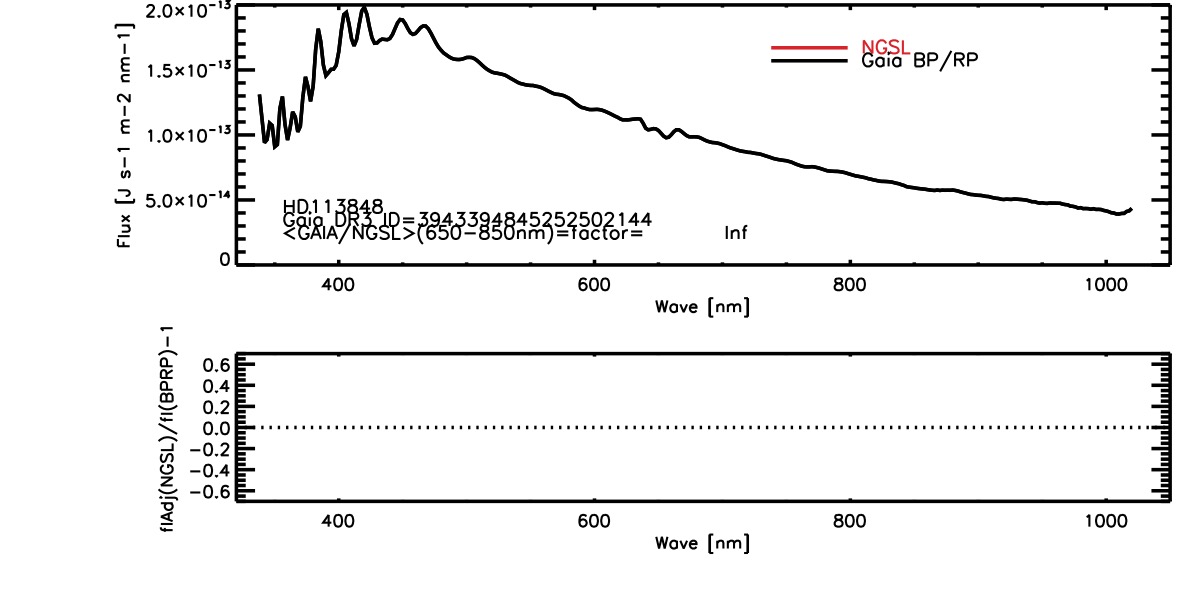 2.0×10−13
1.5×10−13
1.0×10−13
5.0×10−14
0
Flux [J s−1 m−2 nm−1]
NGSL
Gaia BP/RP
HD113848
Gaia DR3 ID=3943394845252502144
<GAIA/NGSL>(650−850nm)=factor= Inf
400 600 800 1000
Wave [nm]
flAdj(NGSL)/fl(BPRP)−1
0.6
0.4
0.2
0.0
−0.2
−0.4
−0.6
400 600 800 1000
Wave [nm]